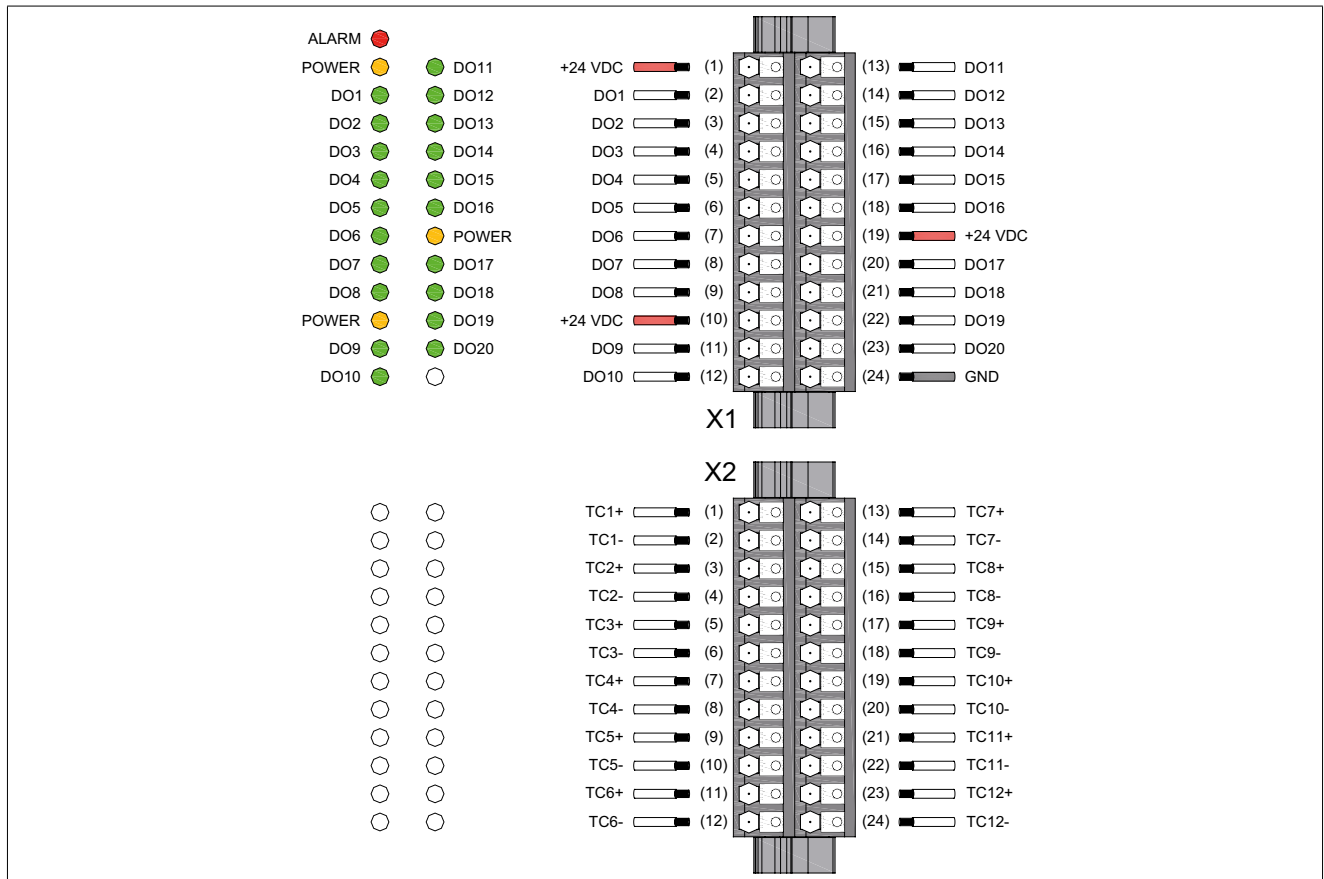 ALARM
POWER DO11 +24 VDC (1) (13) DO11
DO1 DO12 DO1 (2) (14) DO12
DO2 DO13 DO2 (3) (15) DO13
DO3 DO14 DO3 (4) (16) DO14
DO4 DO15 DO4 (5) (17) DO15
DO5 DO16 DO5 (6) (18) DO16
DO6 POWER DO6 (7) (19) +24 VDC
DO7 DO17 DO7 (8) (20) DO17
DO8 DO18 DO8 (9) (21) DO18
POWER DO19 +24 VDC (10) (22) DO19
DO9 DO20 DO9 (11) (23) DO20
DO10 DO10 (12) (24) GND
X1
X2
TC1+ (1) (13) TC7+
TC1- (2) (14) TC7-
TC2+ (3) (15) TC8+
TC2- (4) (16) TC8-
TC3+ (5) (17) TC9+
TC3- (6) (18) TC9-
TC4+ (7) (19) TC10+
TC4- (8) (20) TC10-
TC5+ (9) (21) TC11+
TC5- (10) (22) TC11-
TC6+ (11) (23) TC12+
TC6- (12) (24) TC12-